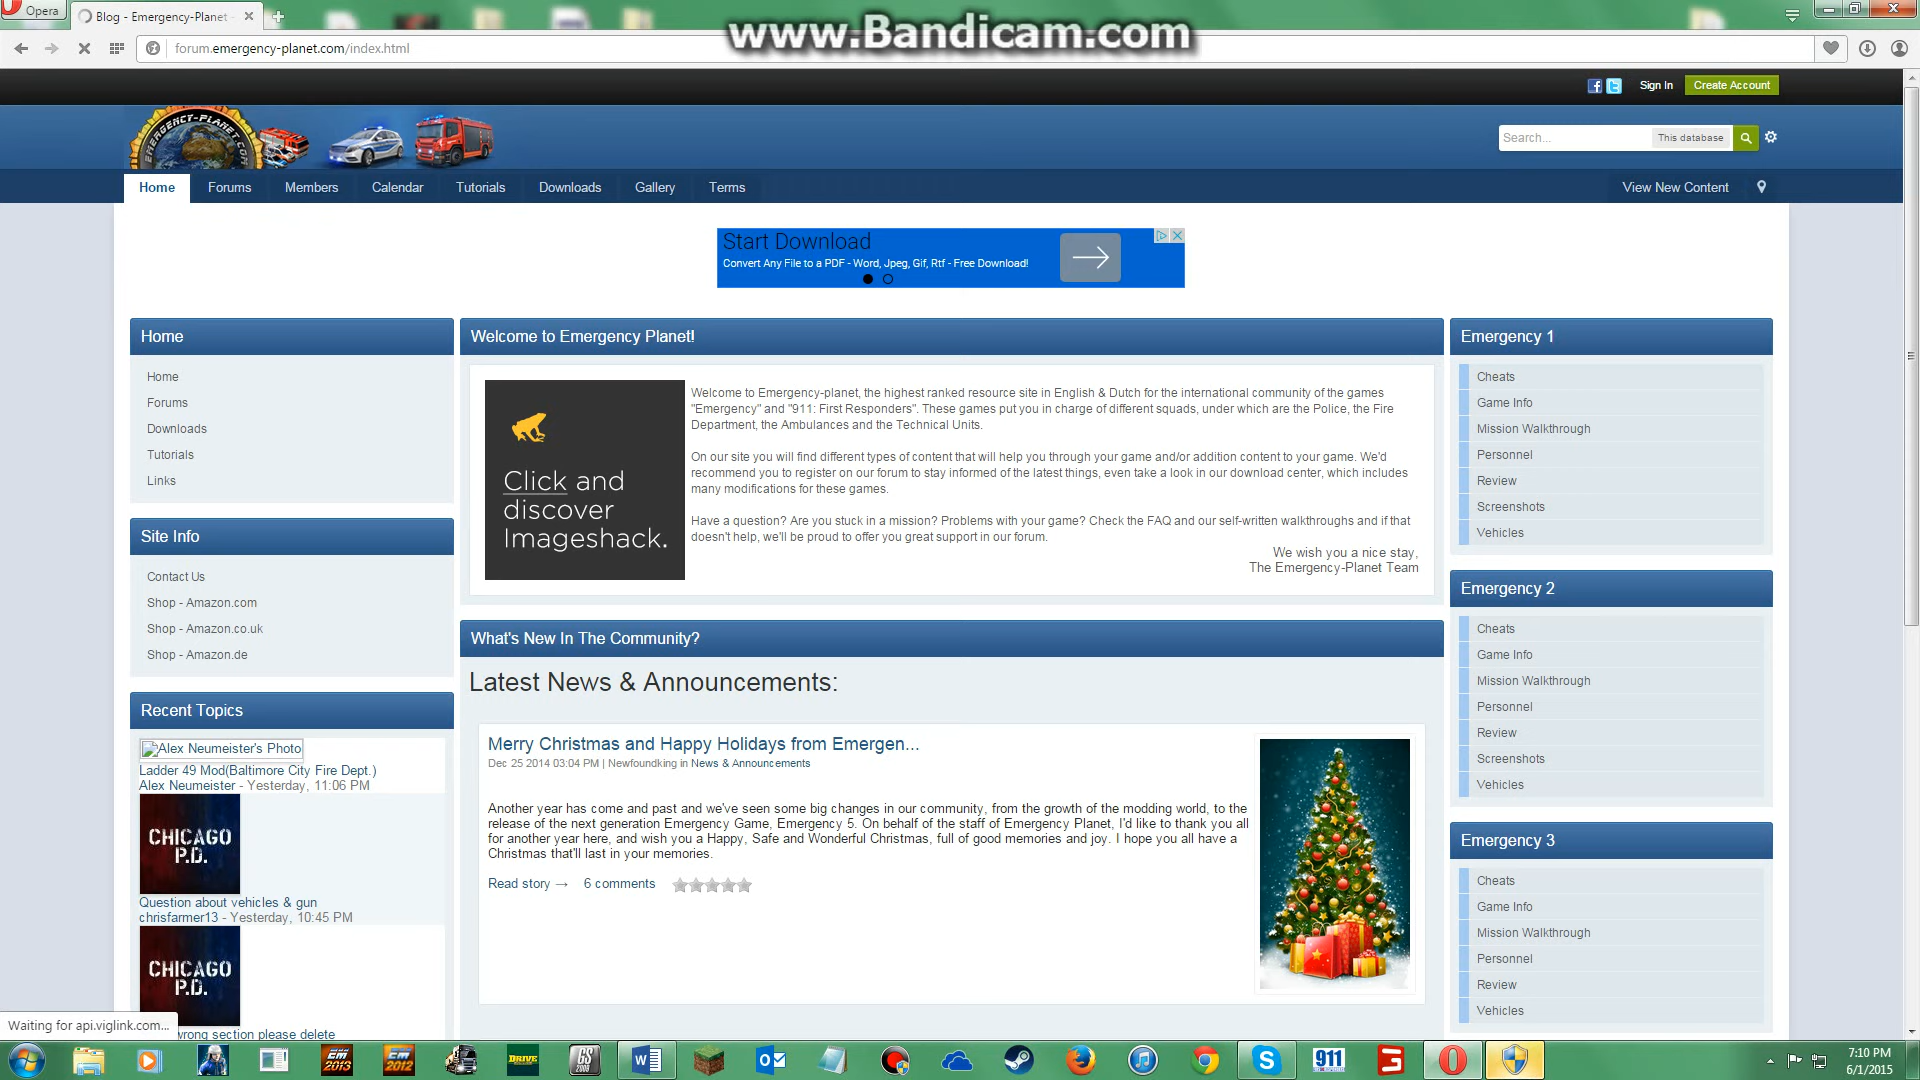 Opera
Blog - Emergency-Planet -
www.Bandicam.com
forum.emergency-planet.com/index.html
Sign In
Create Account
EMERGENCY-PLANET.COM
Search...
This database
Home
Forums
Members
Calendar
Tutorials
Downloads
Gallery
Terms
View New Content
Start Download
Convert Any File to a PDF - Word, Jpeg, Gif, Rtf - Free Download!
Home
Home
Forums
Downloads
Tutorials
Links
Site Info
Contact Us
Shop - Amazon.com
Shop - Amazon.co.uk
Shop - Amazon.de
Recent Topics
Alex Neumeister's Photo
Ladder 49 Mod(Baltimore City Fire Dept.)
Alex Neumeister - Yesterday, 11:06 PM
CHICAGO
P.D.
Question about vehicles & gun
chrisfarmer13 - Yesterday, 10:45 PM
CHICAGO
P.D.
wrong section please delete
Welcome to Emergency Planet!
Click and
discover
Imageshack.
Welcome to Emergency-planet, the highest ranked resource site in English & Dutch for the international community of the games
"Emergency" and "911: First Responders". These games put you in charge of different squads, under which are the Police, the Fire
Department, the Ambulances and the Technical Units.
On our site you will find different types of content that will help you through your game and/or addition content to your game. We'd
recommend you to register on our forum to stay informed of the latest things, even take a look in our download center, which includes
many modifications for these games.
Have a question? Are you stuck in a mission? Problems with your game? Check the FAQ and our self-written walkthroughs and if that
doesn't help, we'll be proud to offer you great support in our forum.
We wish you a nice stay,
The Emergency-Planet Team
What's New In The Community?
Latest News & Announcements:
Merry Christmas and Happy Holidays from Emergen...
Dec 25 2014 03:04 PM | Newfoundking in News & Announcements
Another year has come and past and we've seen some big changes in our community, from the growth of the modding world, to the
release of the next generation Emergency Game, Emergency 5. On behalf of the staff of Emergency Planet, I'd like to thank you all
for another year here, and wish you a Happy, Safe and Wonderful Christmas, full of good memories and joy. I hope you all have a
Christmas that'll last in your memories.
Read story →
6 comments
Emergency 1
Cheats
Game Info
Mission Walkthrough
Personnel
Review
Screenshots
Vehicles
Emergency 2
Cheats
Game Info
Mission Walkthrough
Personnel
Review
Screenshots
Vehicles
Emergency 3
Cheats
Game Info
Mission Walkthrough
Personnel
Review
Vehicles
Waiting for api.viglink.com...
EM
2013
EM
2012
DRIVE
GS
2008
911
7:10 PM
6/1/2015